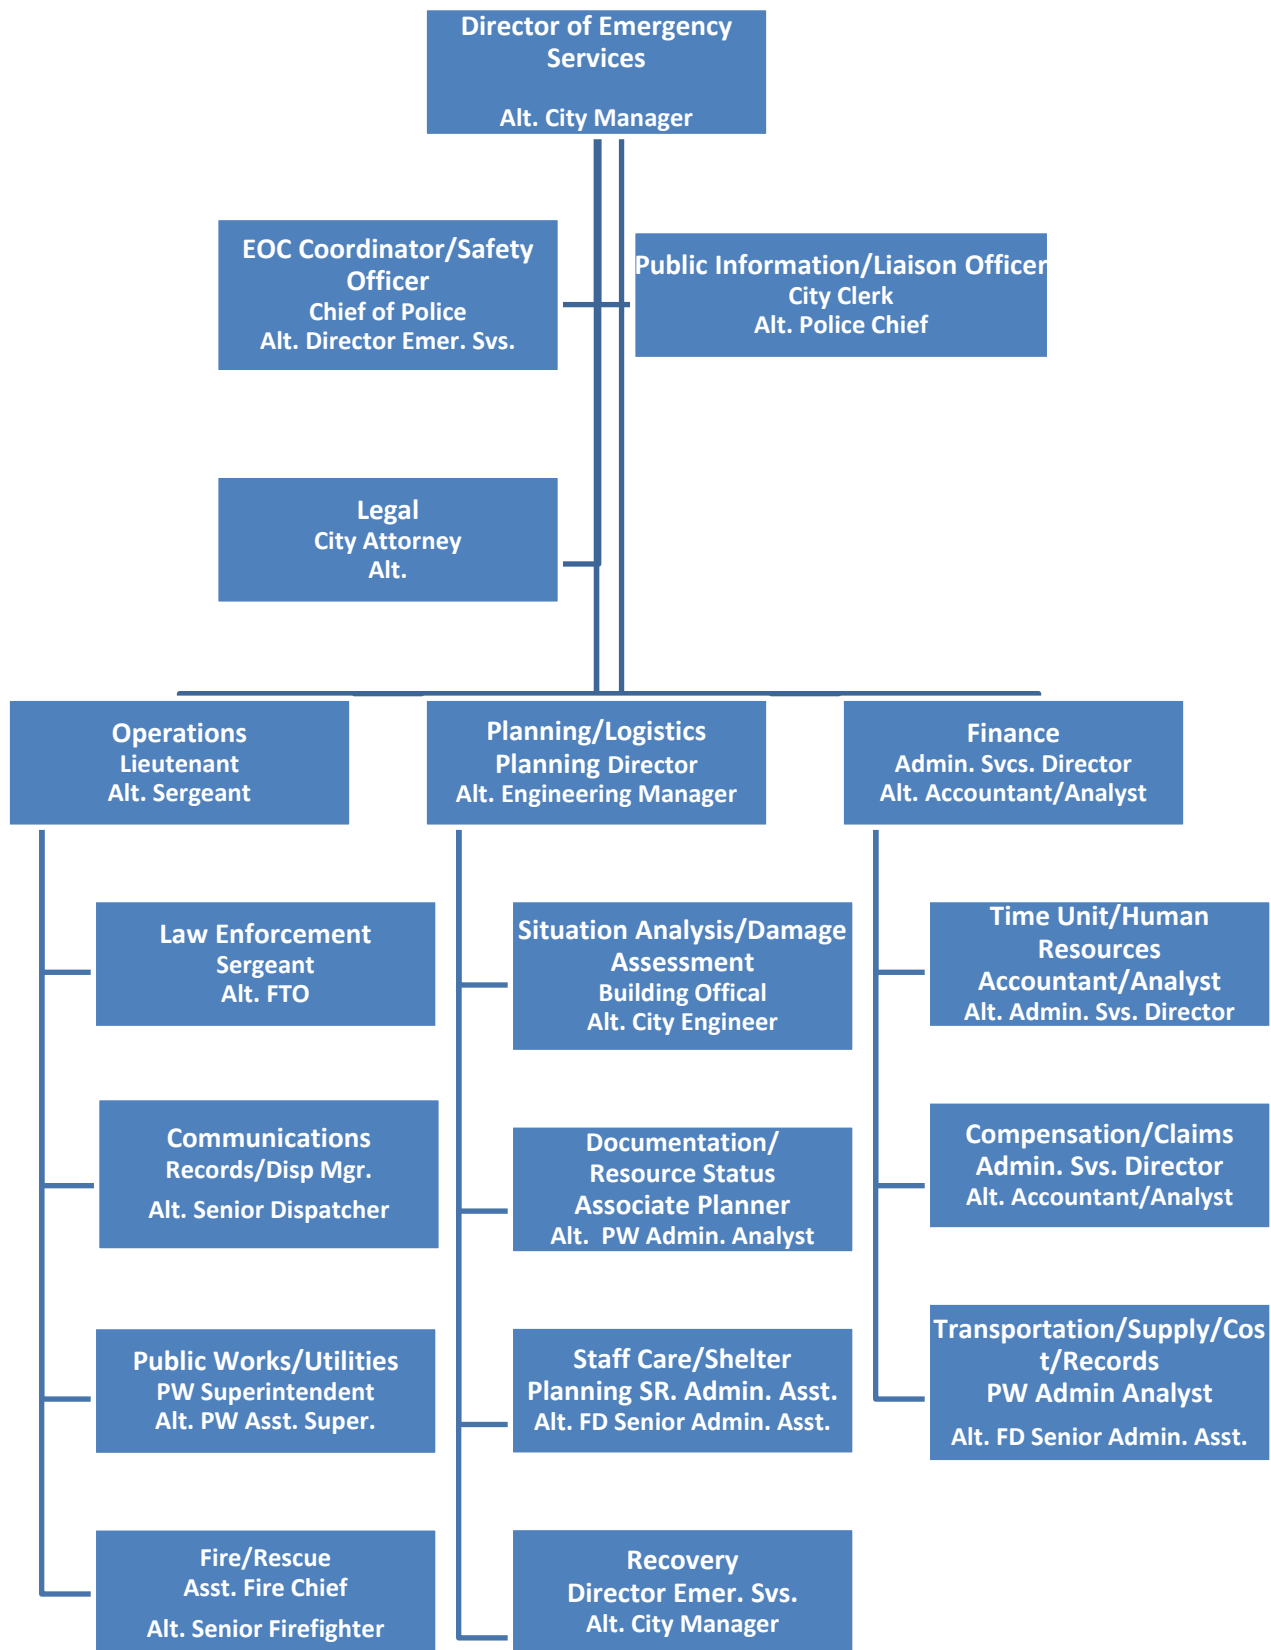 Director of Emergency
Services
Alt. City Manager
EOC Coordinator/Safety
Officer
Chief of Police
Alt. Director Emer. Svs.
Public Information/Liaison Officer
City Clerk
Alt. Police Chief
Legal
City Attorney
Alt.
Operations
Lieutenant
Alt. Sergeant
Planning/Logistics
Planning Director
Alt. Engineering Manager
Finance
Admin. Svcs. Director
Alt. Accountant/Analyst
Law Enforcement
Sergeant
Alt. FTO
Communications
Records/Disp Mgr.
Alt. Senior Dispatcher
Public Works/Utilities
PW Superintendent
Alt. PW Asst. Super.
Fire/Rescue
Asst. Fire Chief
Alt. Senior Firefighter
Situation Analysis/Damage
Assessment
Building Offical
Alt. City Engineer
Documentation/
Resource Status
Associate Planner
Alt.  PW Admin. Analyst
Staff Care/Shelter
Planning SR. Admin. Asst.
Alt. FD Senior Admin. Asst.
Recovery
Director Emer. Svs.
Alt. City Manager
Time Unit/Human
Resources
Accountant/Analyst
Alt. Admin. Svs. Director
Compensation/Claims
Admin. Svs. Director
Alt. Accountant/Analyst
Transportation/Supply/Cos
t/Records
PW Admin Analyst
Alt. FD Senior Admin. Asst.